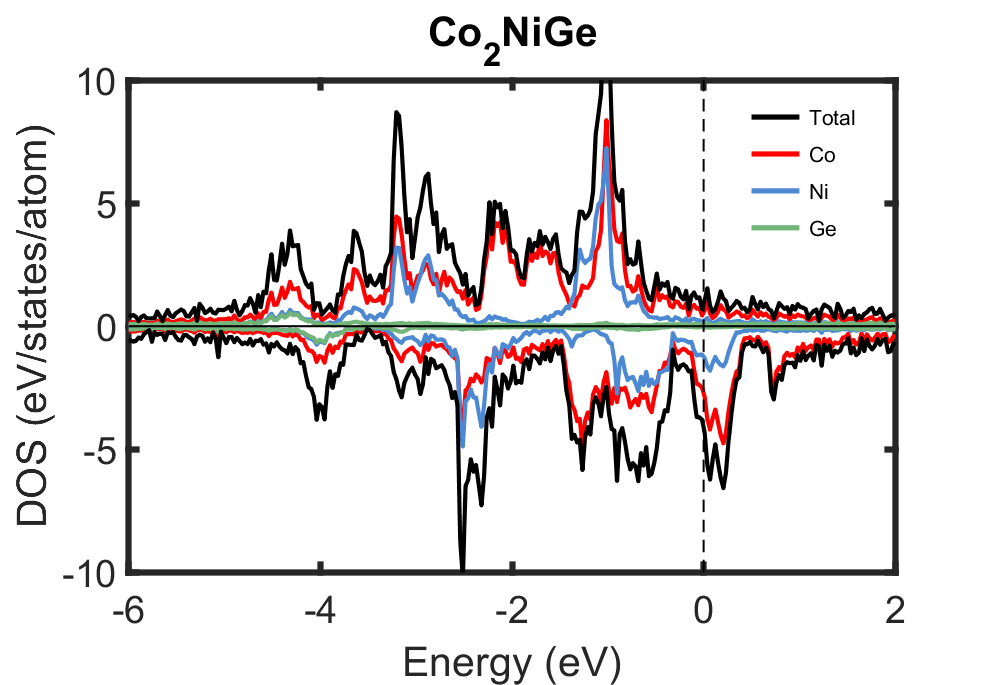 Co₂NiGe
10
5
0
-5
-10
DOS (eV/states/atom)
Total
Co
Ni
Ge
-6
-4
-2
0
2
Energy (eV)